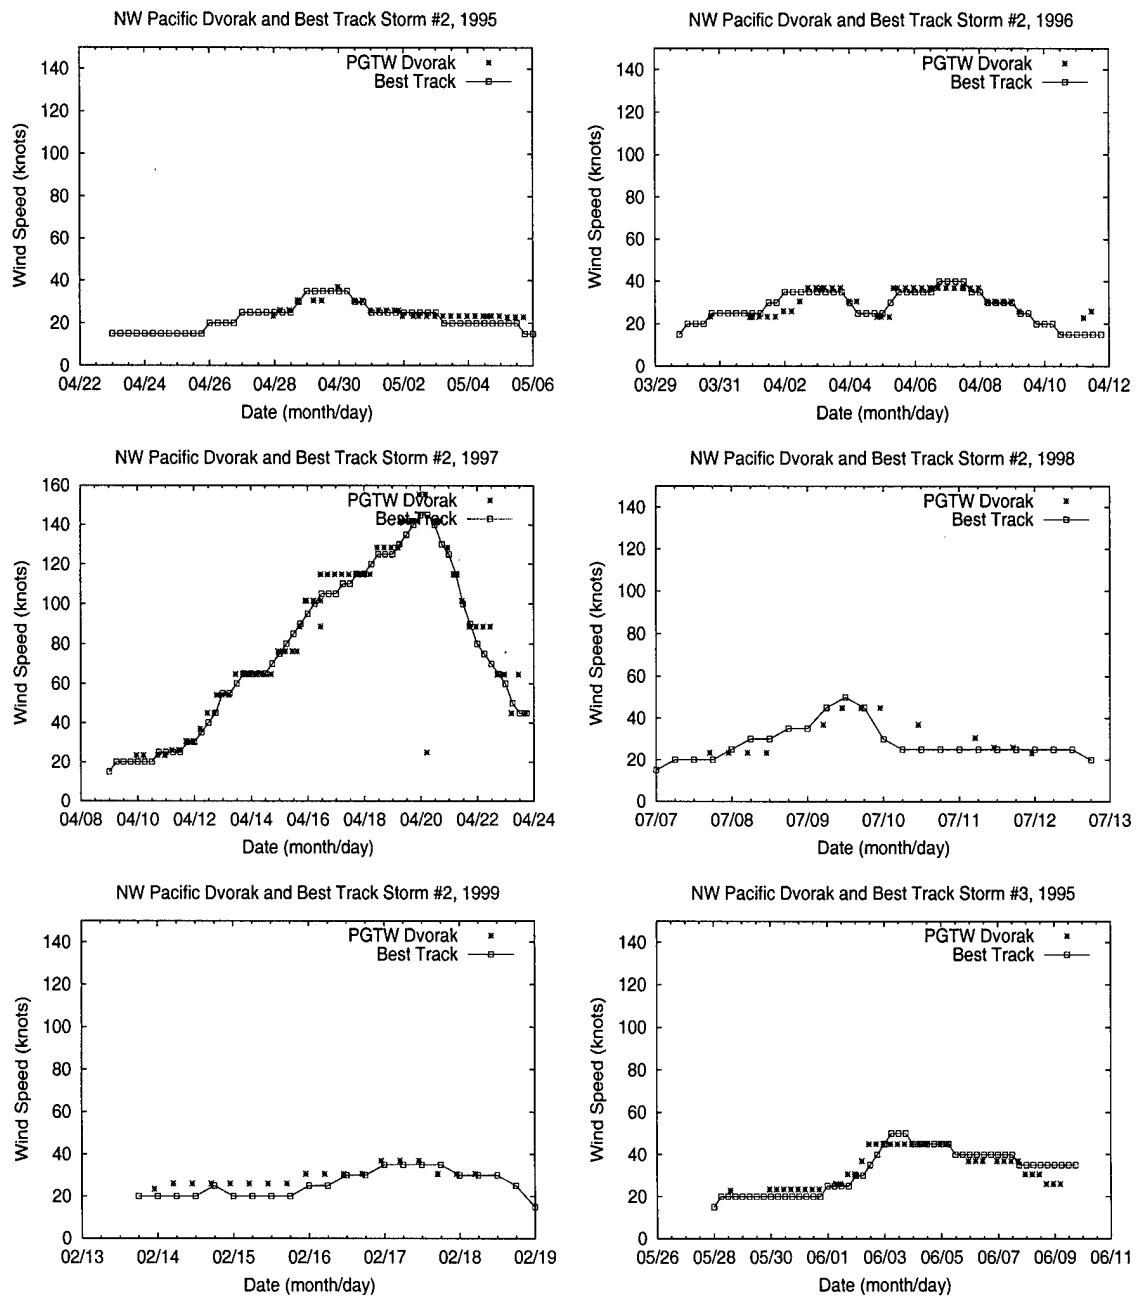 NW Pacific Dvorak and Best Track Storm #2, 1995
PGTW Dvorak
Best Track
Wind Speed (knots)
140
120
100
80
60
40
20
0
04/22 04/24 04/26 04/28 04/30 05/02 05/04 05/06
Date (month/day)
NW Pacific Dvorak and Best Track Storm #2, 1996
PGTW Dvorak
Best Track
Wind Speed (knots)
140
120
100
80
60
40
20
0
03/29 03/31 04/02 04/04 04/06 04/08 04/10 04/12
Date (month/day)
NW Pacific Dvorak and Best Track Storm #2, 1997
PGTW Dvorak
Best Track
Wind Speed (knots)
160
140
120
100
80
60
40
20
0
04/08 04/10 04/12 04/14 04/16 04/18 04/20 04/22 04/24
Date (month/day)
NW Pacific Dvorak and Best Track Storm #2, 1998
PGTW Dvorak
Best Track
Wind Speed (knots)
140
120
100
80
60
40
20
0
07/07 07/08 07/09 07/10 07/11 07/12 07/13
Date (month/day)
NW Pacific Dvorak and Best Track Storm #2, 1999
PGTW Dvorak
Best Track
Wind Speed (knots)
140
120
100
80
60
40
20
0
02/13 02/14 02/15 02/16 02/17 02/18 02/19
Date (month/day)
NW Pacific Dvorak and Best Track Storm #3, 1995
PGTW Dvorak
Best Track
Wind Speed (knots)
140
120
100
80
60
40
20
0
05/26 05/28 05/30 06/01 06/03 06/05 06/07 06/09 06/11
Date (month/day)